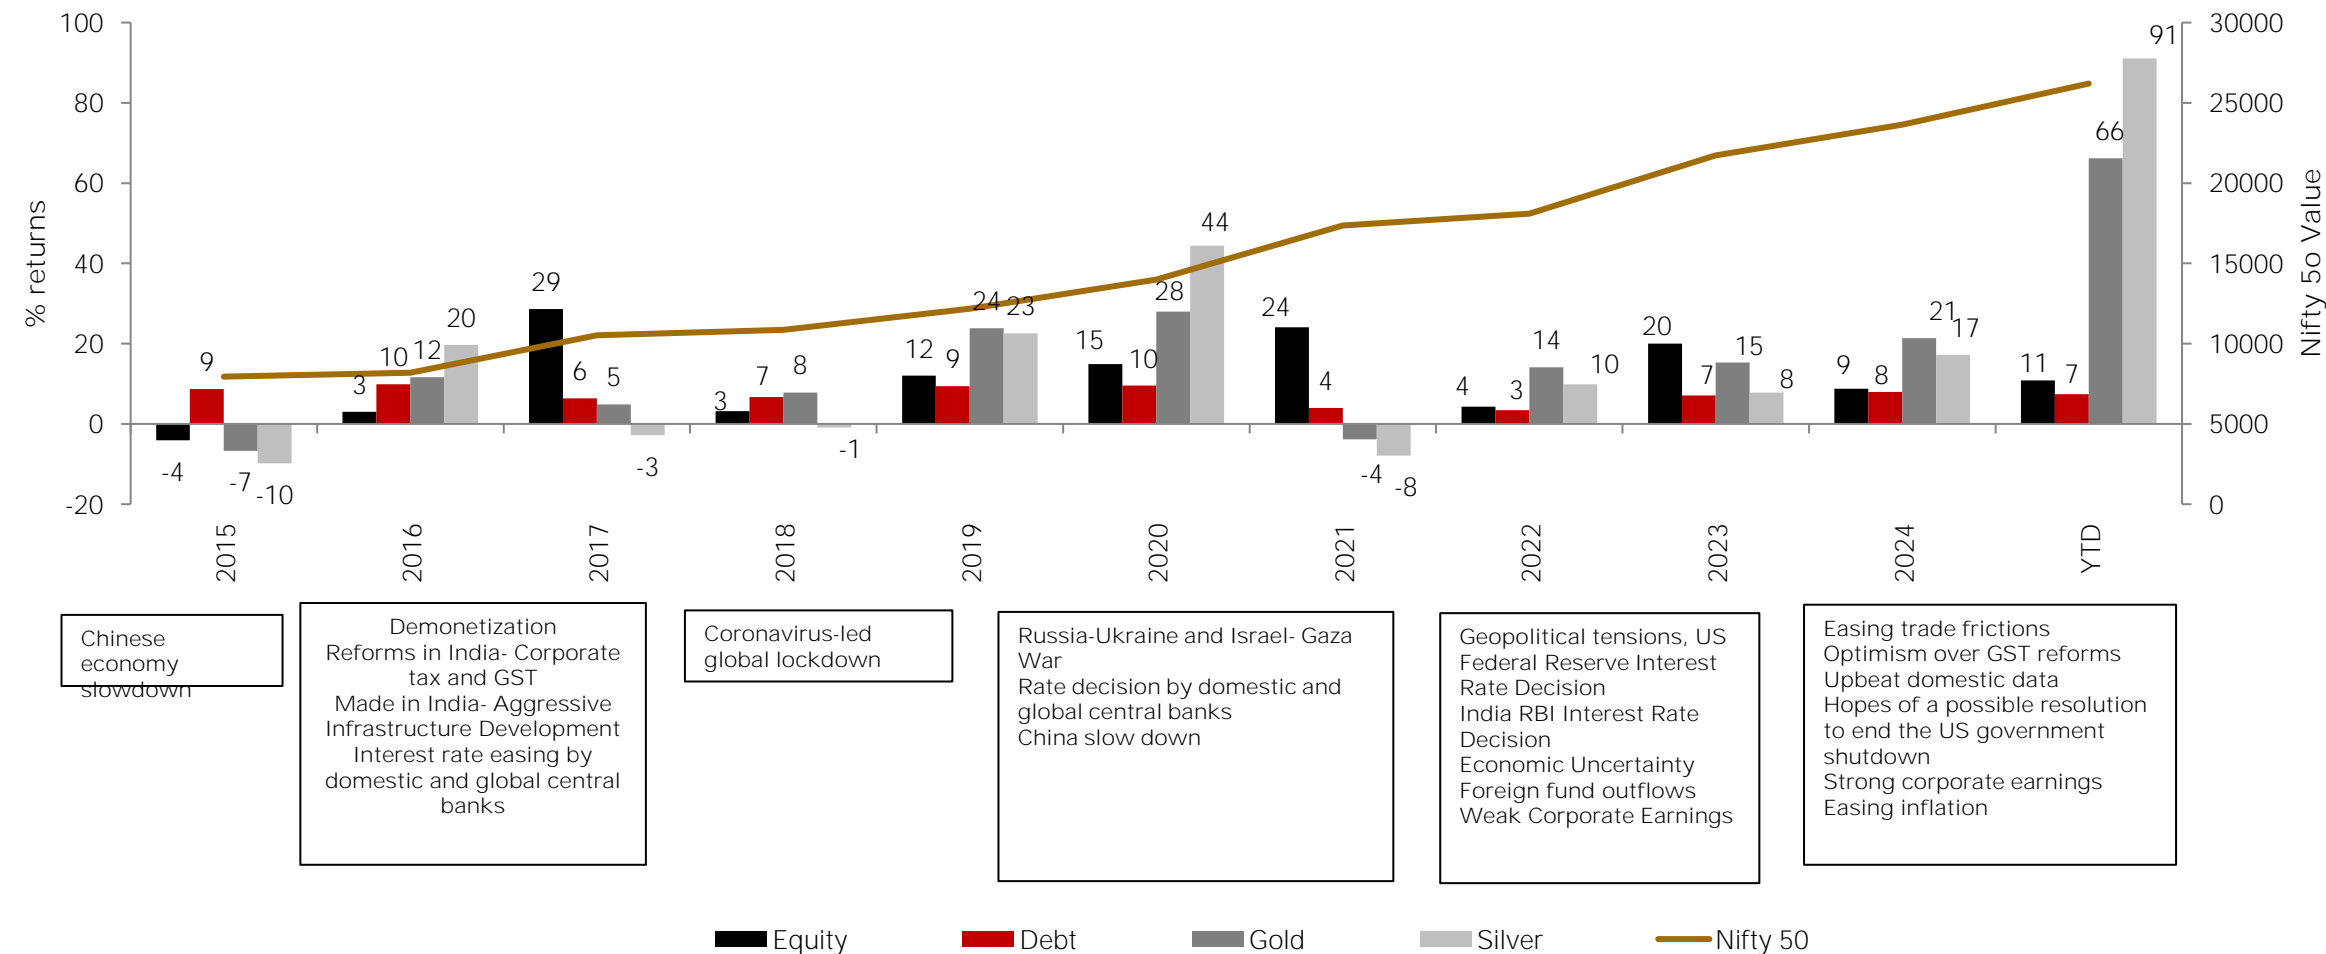 100
80
60
40
20
0
-20
% returns
30000
25000
20000
15000
10000
5000
0
Nifty 5o Value
-4
9
-7
-10
3
10
12
20
29
6
5
-3
3
7
8
-1
12
9
24
23
15
10
28
44
24
4
-4
-8
4
3
14
10
20
7
15
8
9
8
21
17
11
7
66
91
2015
2016
2017
2018
2019
2020
2021
2022
2023
2024
YTD
Chinese
economy
slowdown
Demonetization
Reforms in India- Corporate
tax and GST
Made in India- Aggressive
Infrastructure Development
Interest rate easing by
domestic and global central
banks
Coronavirus-led
global lockdown
Russia-Ukraine and Israel- Gaza
War
Rate decision by domestic and
global central banks
China slow down
Geopolitical tensions, US
Federal Reserve Interest
Rate Decision
India RBI Interest Rate
Decision
Economic Uncertainty
Foreign fund outflows
Weak Corporate Earnings
Easing trade frictions
Optimism over GST reforms
Upbeat domestic data
Hopes of a possible resolution
to end the US government
shutdown
Strong corporate earnings
Easing inflation
Equity
Debt
Gold
Silver
Nifty 50